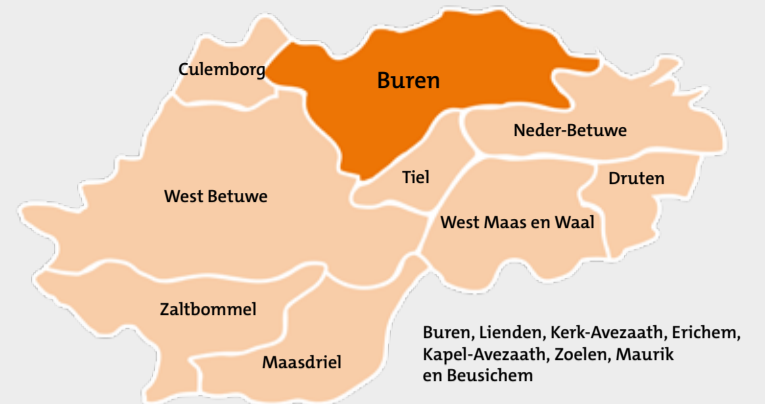 Culemborg
Buren
Neder-Betuwe
Tiel
Druten
West Betuwe
West Maas en Waal
Zaltbommel
Maasdriel
Buren, Lienden, Kerk-Avezaath, Erichem,
Kapel-Avezaath, Zoelen, Maurik
en Beusichem